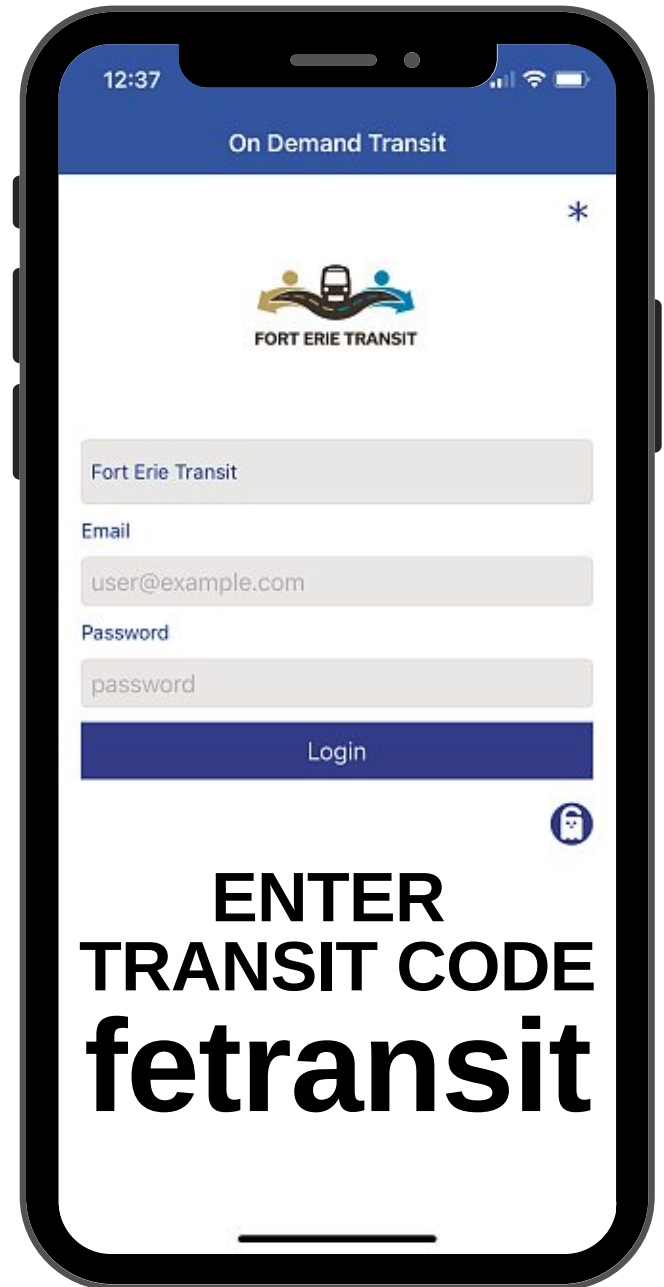 12:37
On Demand Transit
*
FORT ERIE TRANSIT
Fort Erie Transit
Email
user@example.com
Password
password
Login
ENTER
TRANSIT CODE
fetransit